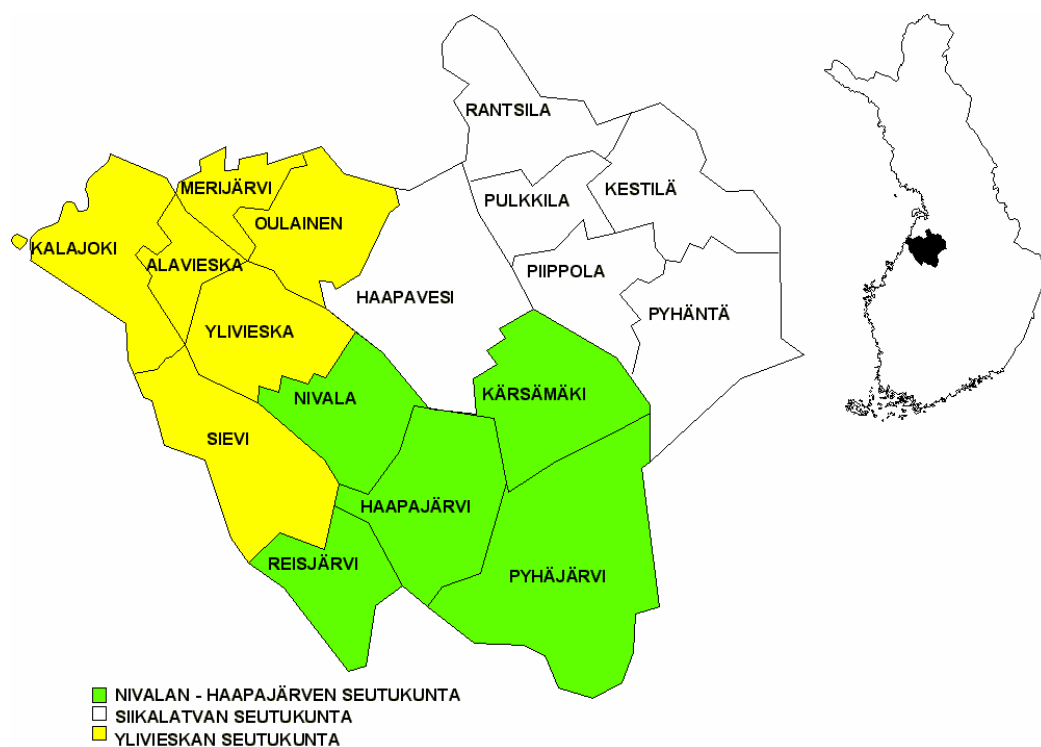 RANTSILA
MERIJÄRVI
KESTILÄ
PULKKILA
OULAINEN
KALAJOKI
ALAVIESKA
PIIPPOLA
HAAPAVESI
PYHÄNTÄ
YLIVIESKA
NIVALA
KÄRSÄMÄKI
SIEVI
HAAPAJÄRVI
REISJÄRVI
PYHÄJÄRVI
NIVALAN - HAAPAJÄRVEN SEUTUKUNTA
SIIKALATVAN SEUTUKUNTA
YLIVIESKAN SEUTUKUNTA